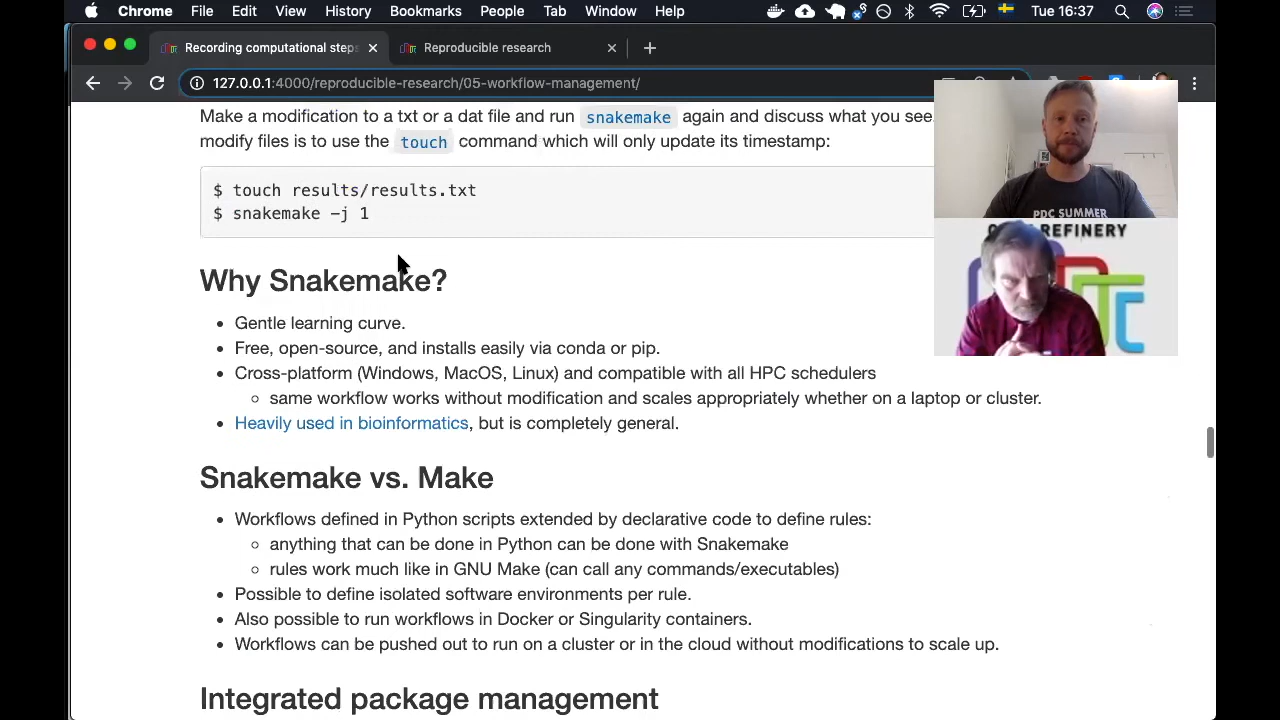 Chrome File Edit View History Bookmarks People Tab Window Help Tue 16:37
Recording computational steps
Reproducible research
127.0.0.1:4000/reproducible-research/05-workflow-management/
Make a modification to a txt or a dat file and run snakemake again and discuss what you see.
modify files is to use the touch command which will only update its timestamp:
$ touch results/results.txt
$ snakemake -j 1
PDC SUMMER
REFINERY
Why Snakemake?
Gentle learning curve.
Free, open-source, and installs easily via conda or pip.
Cross-platform (Windows, MacOS, Linux) and compatible with all HPC schedulers
same workflow works without modification and scales appropriately whether on a laptop or cluster.
Heavily used in bioinformatics, but is completely general.
Snakemake vs. Make
Workflows defined in Python scripts extended by declarative code to define rules:
anything that can be done in Python can be done with Snakemake
rules work much like in GNU Make (can call any commands/executables)
Possible to define isolated software environments per rule.
Also possible to run workflows in Docker or Singularity containers.
Workflows can be pushed out to run on a cluster or in the cloud without modifications to scale up.
Integrated package management